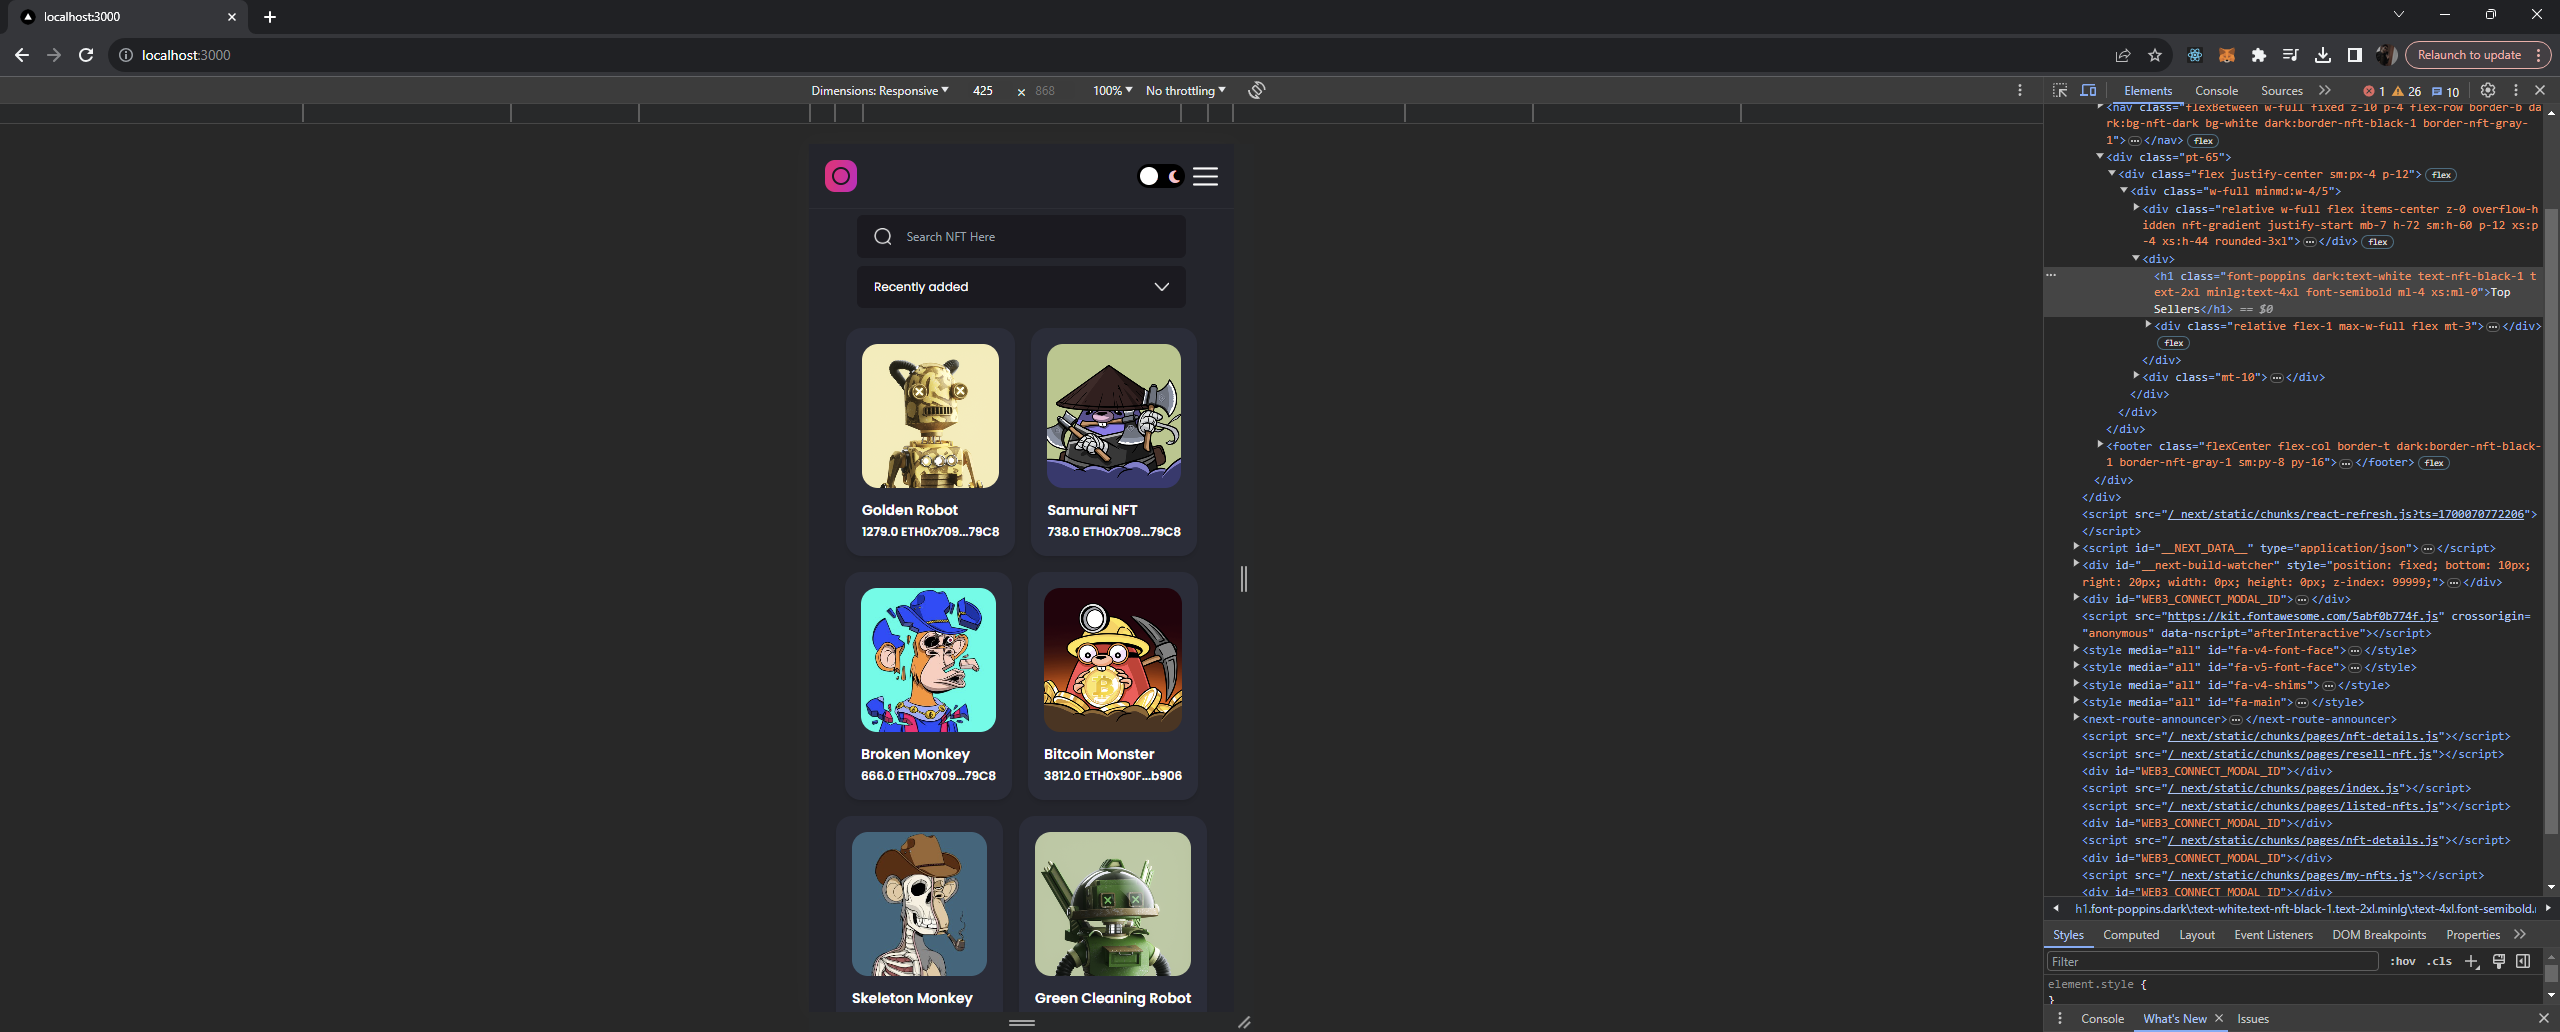 localhost:3000
localhost:3000
Relaunch to update
Dimensions: Responsive
425
×
868
100%
No throttling
Elements
Console
Sources
1
26
10
Search NFT Here
Recently added
Golden Robot
1279.0 ETH0x709...79C8
Samurai NFT
738.0 ETH0x709...79C8
Broken Monkey
666.0 ETH0x709...79C8
Bitcoin Monster
3812.0 ETH0x90F...b906
Skeleton Monkey
Green Cleaning Robot
<nav class="flexBetween w-full fixed z-10 p-4 flex-row border-b da
rk:bg-nft-dark bg-white dark:border-nft-black-1 border-nft-gray-
1">…</nav> flex
<div class="pt-65">
<div class="flex justify-center sm:px-4 p-12"> flex
<div class="w-full minmd:w-4/5">
<div class="relative w-full flex items-center z-0 overflow-h
idden nft-gradient justify-start mb-7 h-72 sm:h-60 p-12 xs:p
-4 xs:h-44 rounded-3xl">…</div> flex
<div>
<h1 class="font-poppins dark:text-white text-nft-black-1 t
ext-2xl minlg:text-4xl font-semibold ml-4 xs:ml-0">Top
Sellers</h1> == $0
<div class="relative flex-1 max-w-full flex mt-3">…</div>
flex
</div>
<div class="mt-10">…</div>
</div>
</div>
</div>
<footer class="flexCenter flex-col border-t dark:border-nft-black-
1 border-nft-gray-1 sm:py-8 py-16">…</footer> flex
</div>
</div>
<script src="/_next/static/chunks/react-refresh.js?ts=1700070772206">
</script>
<script id="__NEXT_DATA__" type="application/json">…</script>
<div id="__next-build-watcher" style="position: fixed; bottom: 10px;
right: 20px; width: 0px; height: 0px; z-index: 99999;">…</div>
<div id="WEB3_CONNECT_MODAL_ID">…</div>
<script src="https://kit.fontawesome.com/5abf0b774f.js" crossorigin=
"anonymous" data-nscript="afterInteractive"></script>
<style media="all" id="fa-v4-font-face">…</style>
<style media="all" id="fa-v5-font-face">…</style>
<style media="all" id="fa-v4-shims">…</style>
<style media="all" id="fa-main">…</style>
<next-route-announcer>…</next-route-announcer>
<script src="/_next/static/chunks/pages/nft-details.js"></script>
<script src="/_next/static/chunks/pages/resell-nft.js"></script>
<div id="WEB3_CONNECT_MODAL_ID"></div>
<script src="/_next/static/chunks/pages/index.js"></script>
<script src="/_next/static/chunks/pages/listed-nfts.js"></script>
<div id="WEB3_CONNECT_MODAL_ID"></div>
<script src="/_next/static/chunks/pages/nft-details.js"></script>
<div id="WEB3_CONNECT_MODAL_ID"></div>
<script src="/_next/static/chunks/pages/my-nfts.js"></script>
<div id="WEB3_CONNECT_MODAL_ID"></div>
h1.font-poppins.dark\:text-white.text-nft-black-1.text-2xl.minlg\:text-4xl.font-semibold.
Styles
Computed
Layout
Event Listeners
DOM Breakpoints
Properties
Filter
:hov
.cls
element.style {
}
Console
What's New
Issues